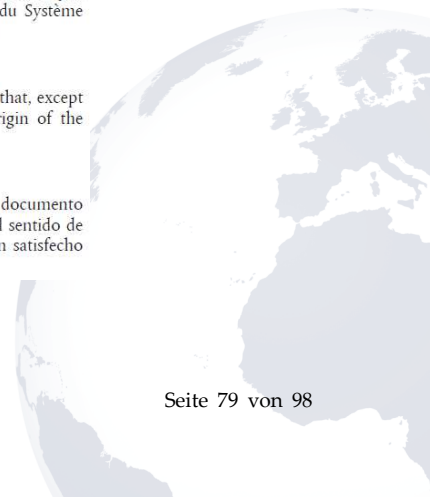 du Système
that, except
rigin of the
documento
l sentido de
n satisfecho
Seite 79 von 98